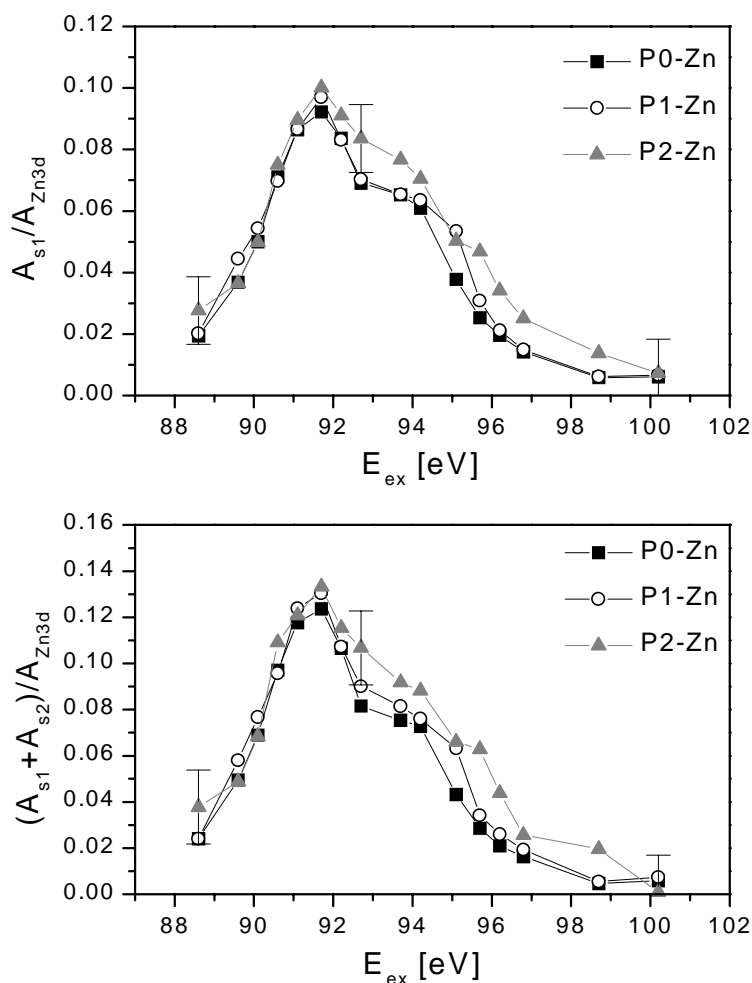 0.12
0.10
0.08
0.06
0.04
0.02
0.00
A_s1/A_Zn3d
P0-Zn
P1-Zn
P2-Zn
88 90 92 94 96 98 100 102
E_ex [eV]
0.16
0.14
0.12
0.10
0.08
0.06
0.04
0.02
0.00
(A_s1+A_s2)/A_Zn3d
P0-Zn
P1-Zn
P2-Zn
88 90 92 94 96 98 100 102
E_ex [eV]